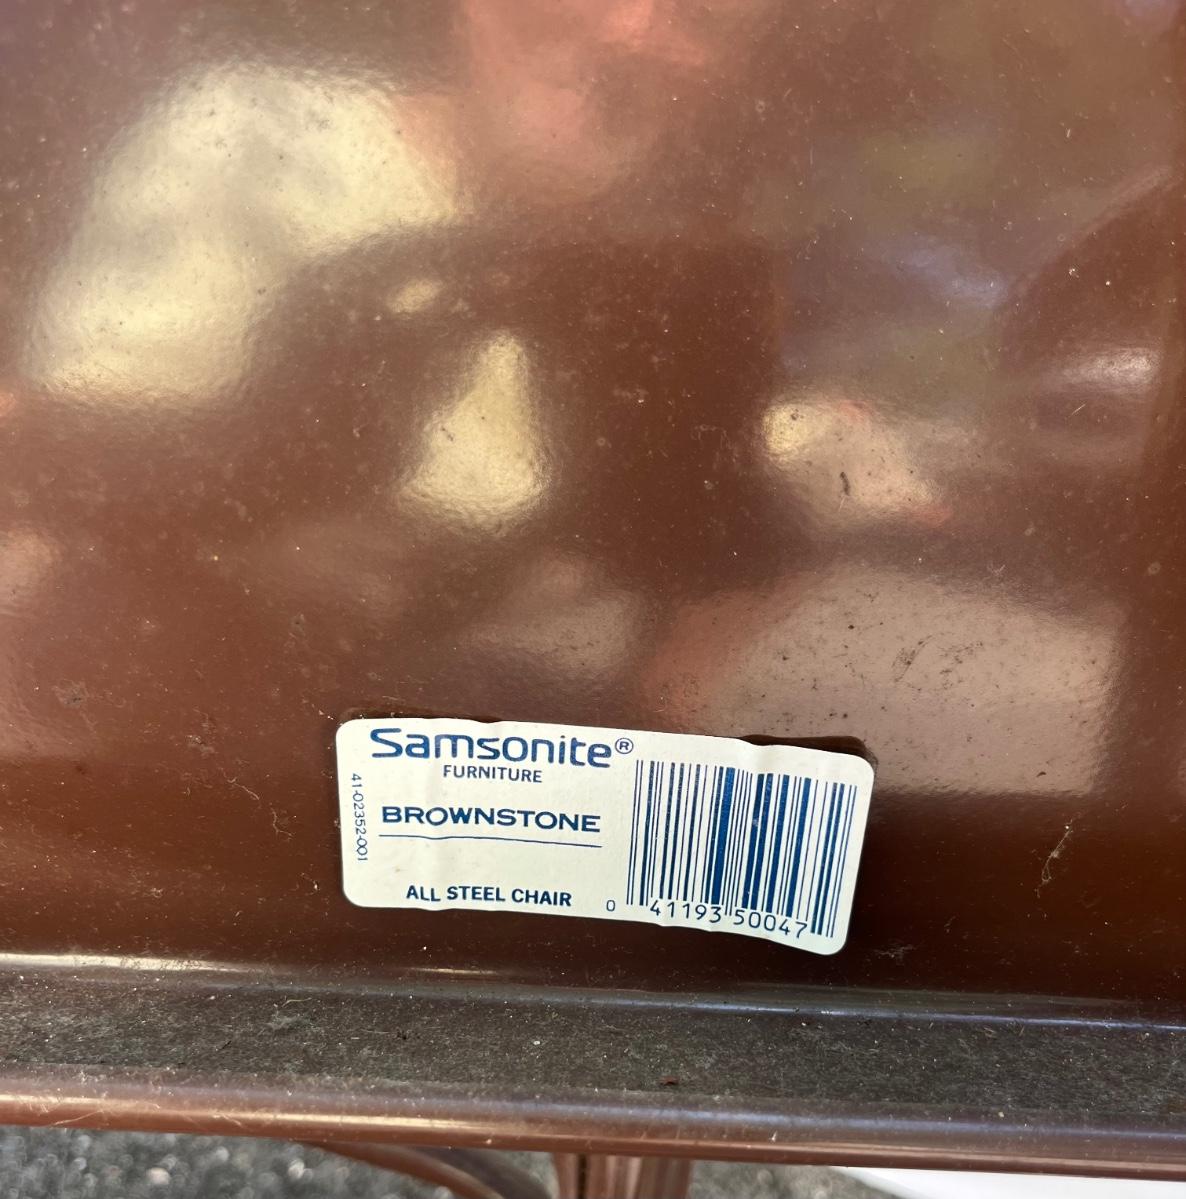 Samsonite®
FURNITURE
BROWNSTONE
ALL STEEL CHAIR
41-02352-001
0 41193 50047